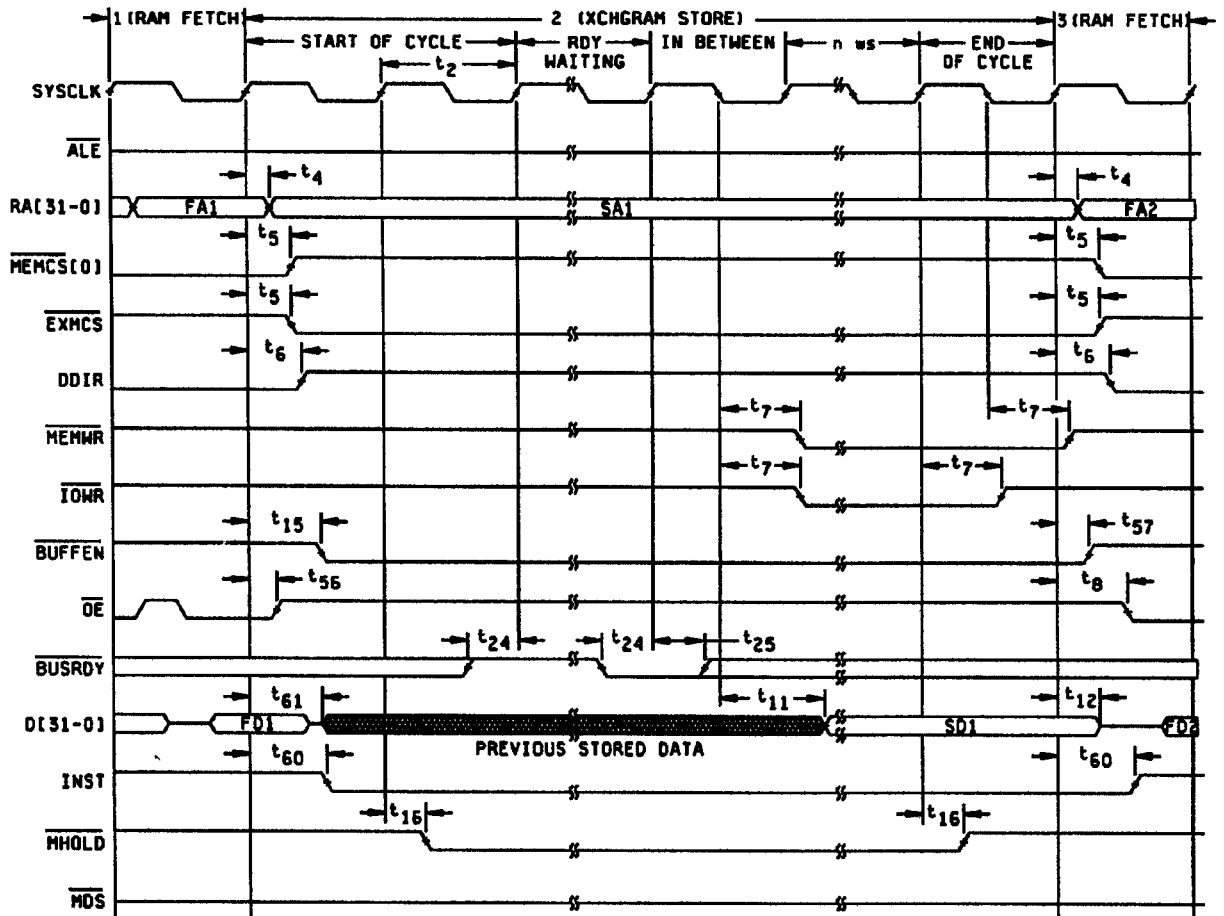 1 (RAM FETCH) 2 (XCHGRAM STORE) 3 (RAM FETCH)
START OF CYCLE RDY WAITING IN BETWEEN n ws END OF CYCLE
t2
SYSCLK
ALE
t4 t4
RA[31-0] FA1 SA1 FA2
t5 t5
MEMCS[0]
t5 t5
EXMCS
t6 t6
DDIR
t7 t7
MEMWR
t7 t7
IOWR
t15 t57
BUFFEN
t56 t8
OE
t24 t24 t25
BUSRDY
t61 t11 t12
D[31-0] FD1 SD1 FD2
PREVIOUS STORED DATA
t60 t60
INST
t16 t16
MHOLD
MDS